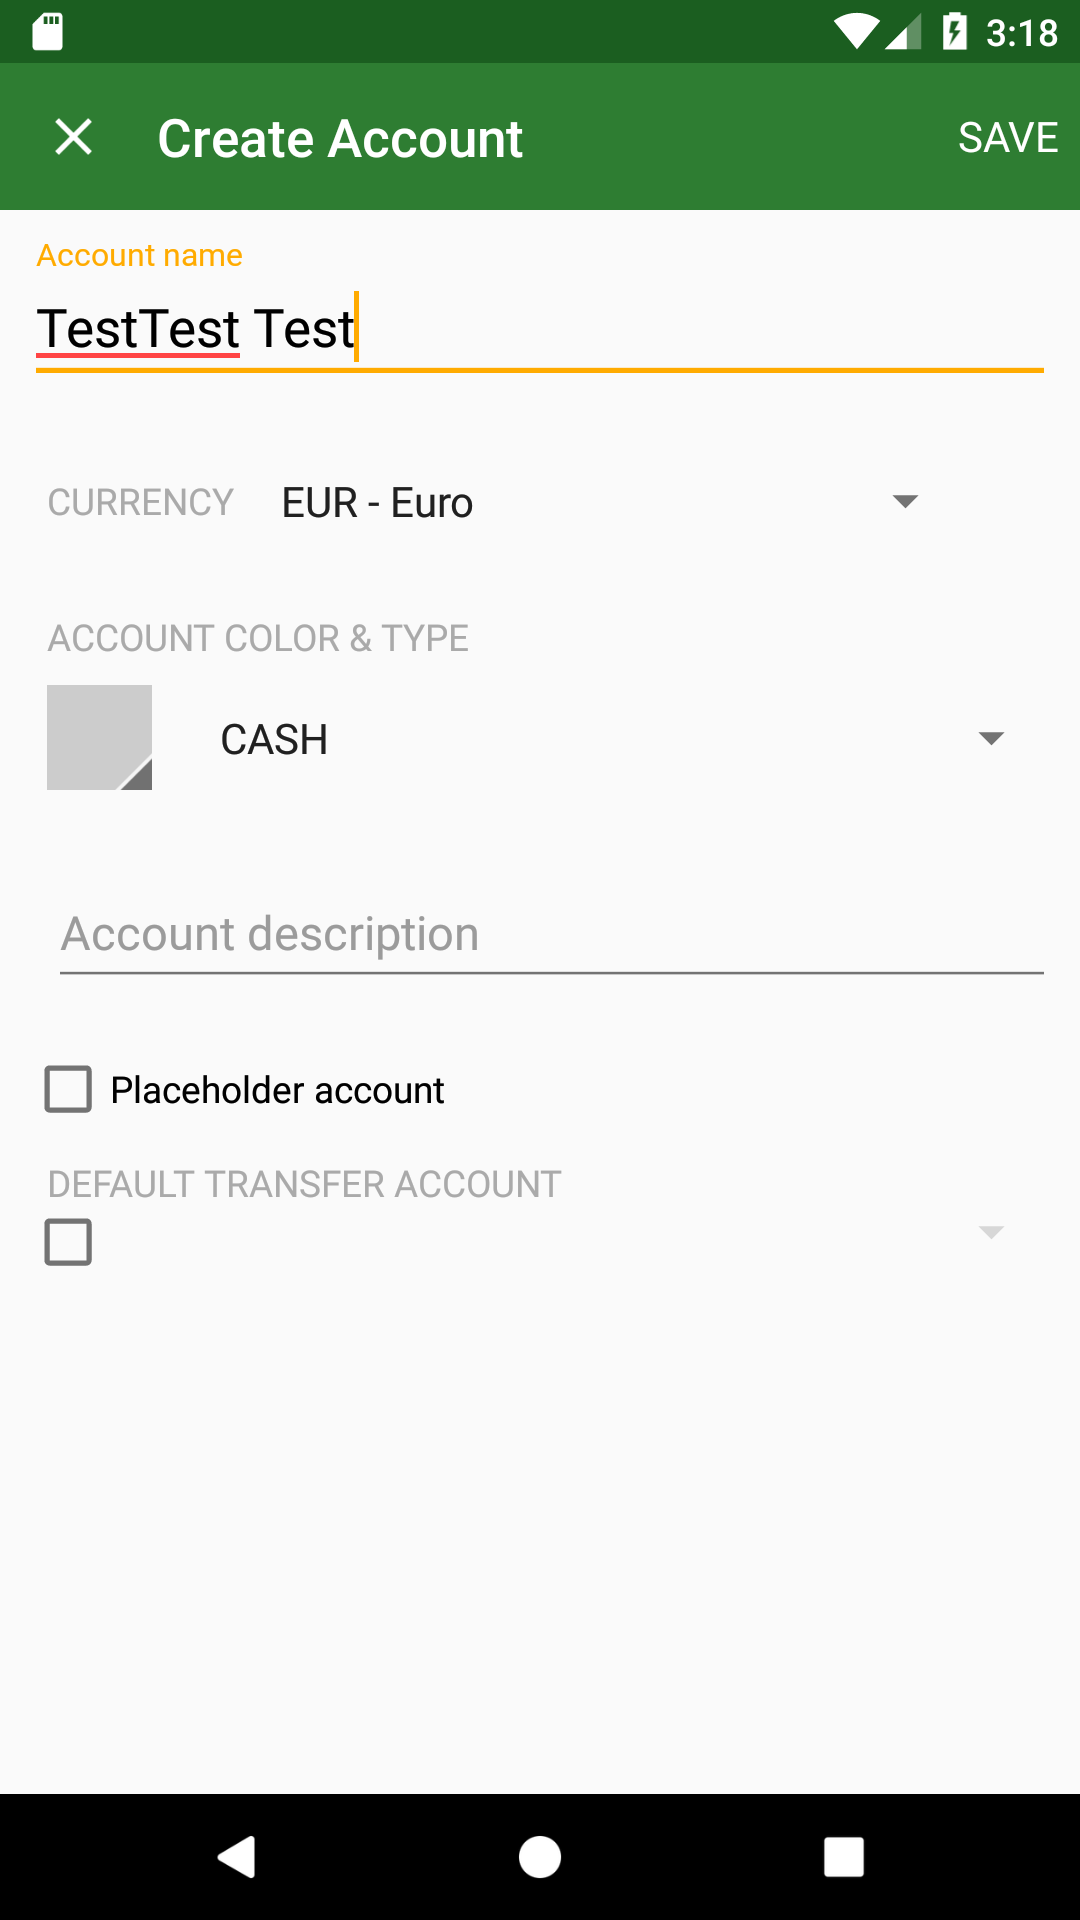 3:18
Create Account
SAVE
Account name
TestTest Test
CURRENCY EUR - Euro
ACCOUNT COLOR & TYPE
CASH
Account description
Placeholder account
DEFAULT TRANSFER ACCOUNT